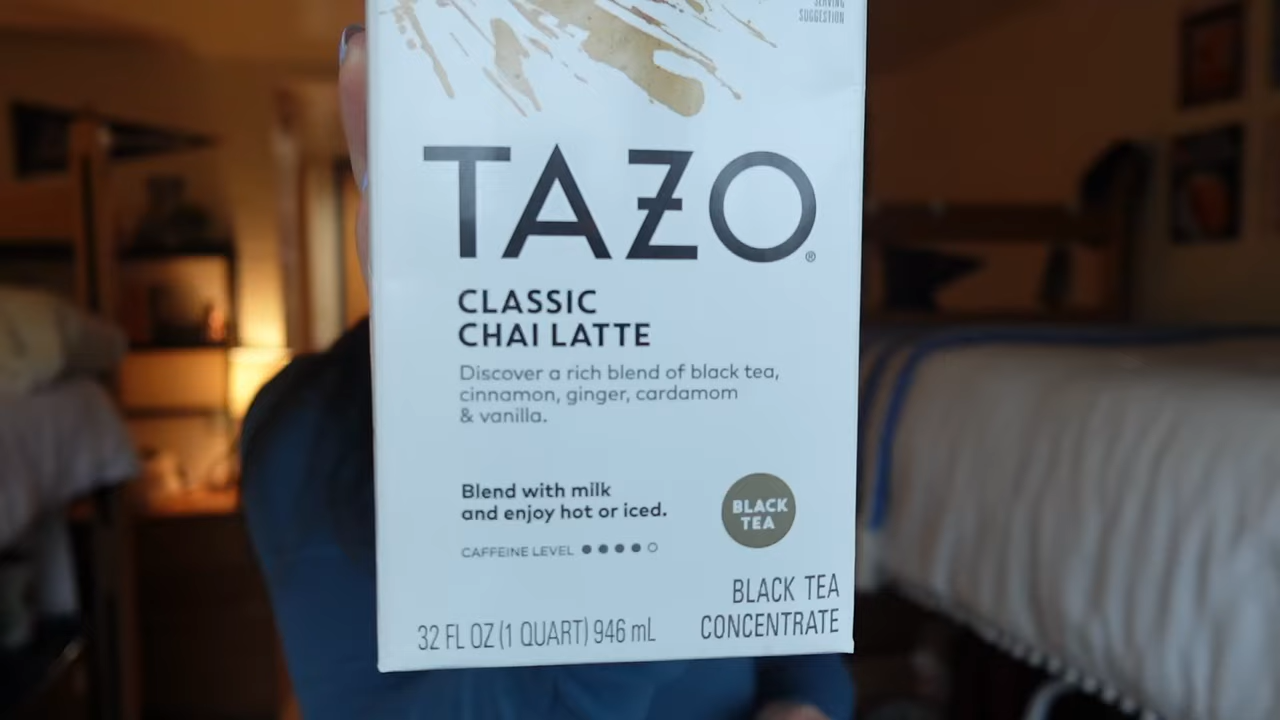 SERVING
SUGGESTION
TAZO®
CLASSIC
CHAI LATTE
Discover a rich blend of black tea,
cinnamon, ginger, cardamom
& vanilla.
Blend with milk
and enjoy hot or iced.
BLACK
TEA
CAFFEINE LEVEL
BLACK TEA
CONCENTRATE
32 FL OZ (1 QUART) 946 mL